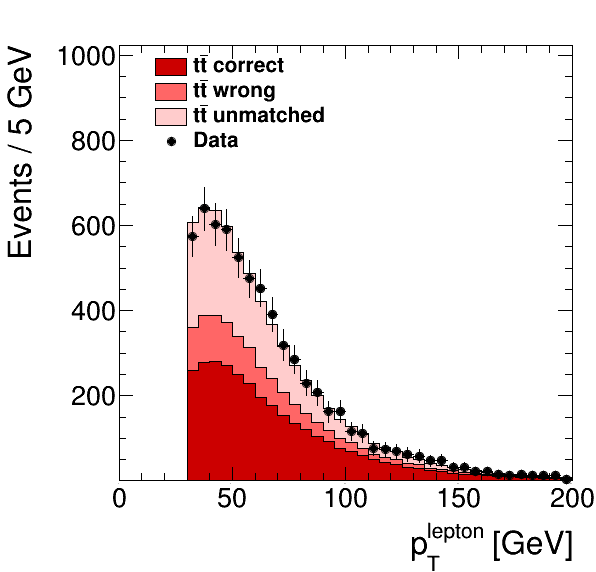 Events / 5 GeV
1000
800
600
400
200
tt̄ correct
tt̄ wrong
tt̄ unmatched
Data
0 50 100 150 200
p_T^lepton [GeV]